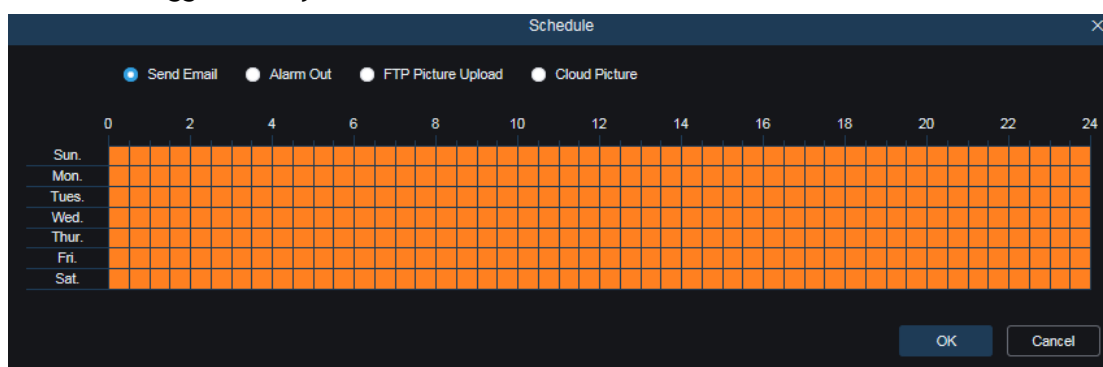 Schedule
Send Email Alarm Out FTP Picture Upload Cloud Picture
0 2 4 6 8 10 12 14 16 18 20 22 24
Sun.
Mon.
Tues.
Wed.
Thur.
Fri.
Sat.
OK Cancel